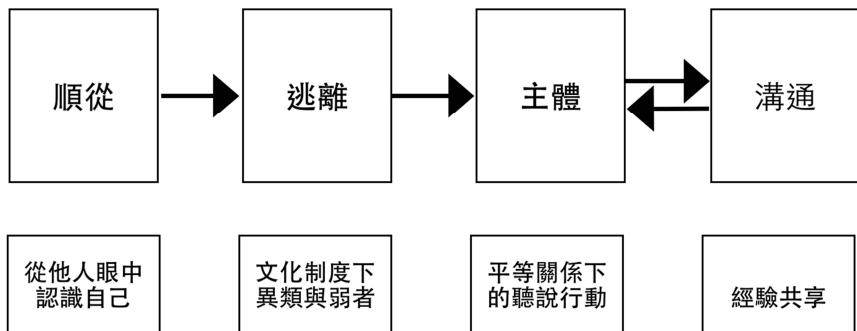 順從
逃離
主體
溝通
從他人眼中
認識自己
文化制度下
異類與弱者
平等關係下
的聽說行動
經驗共享